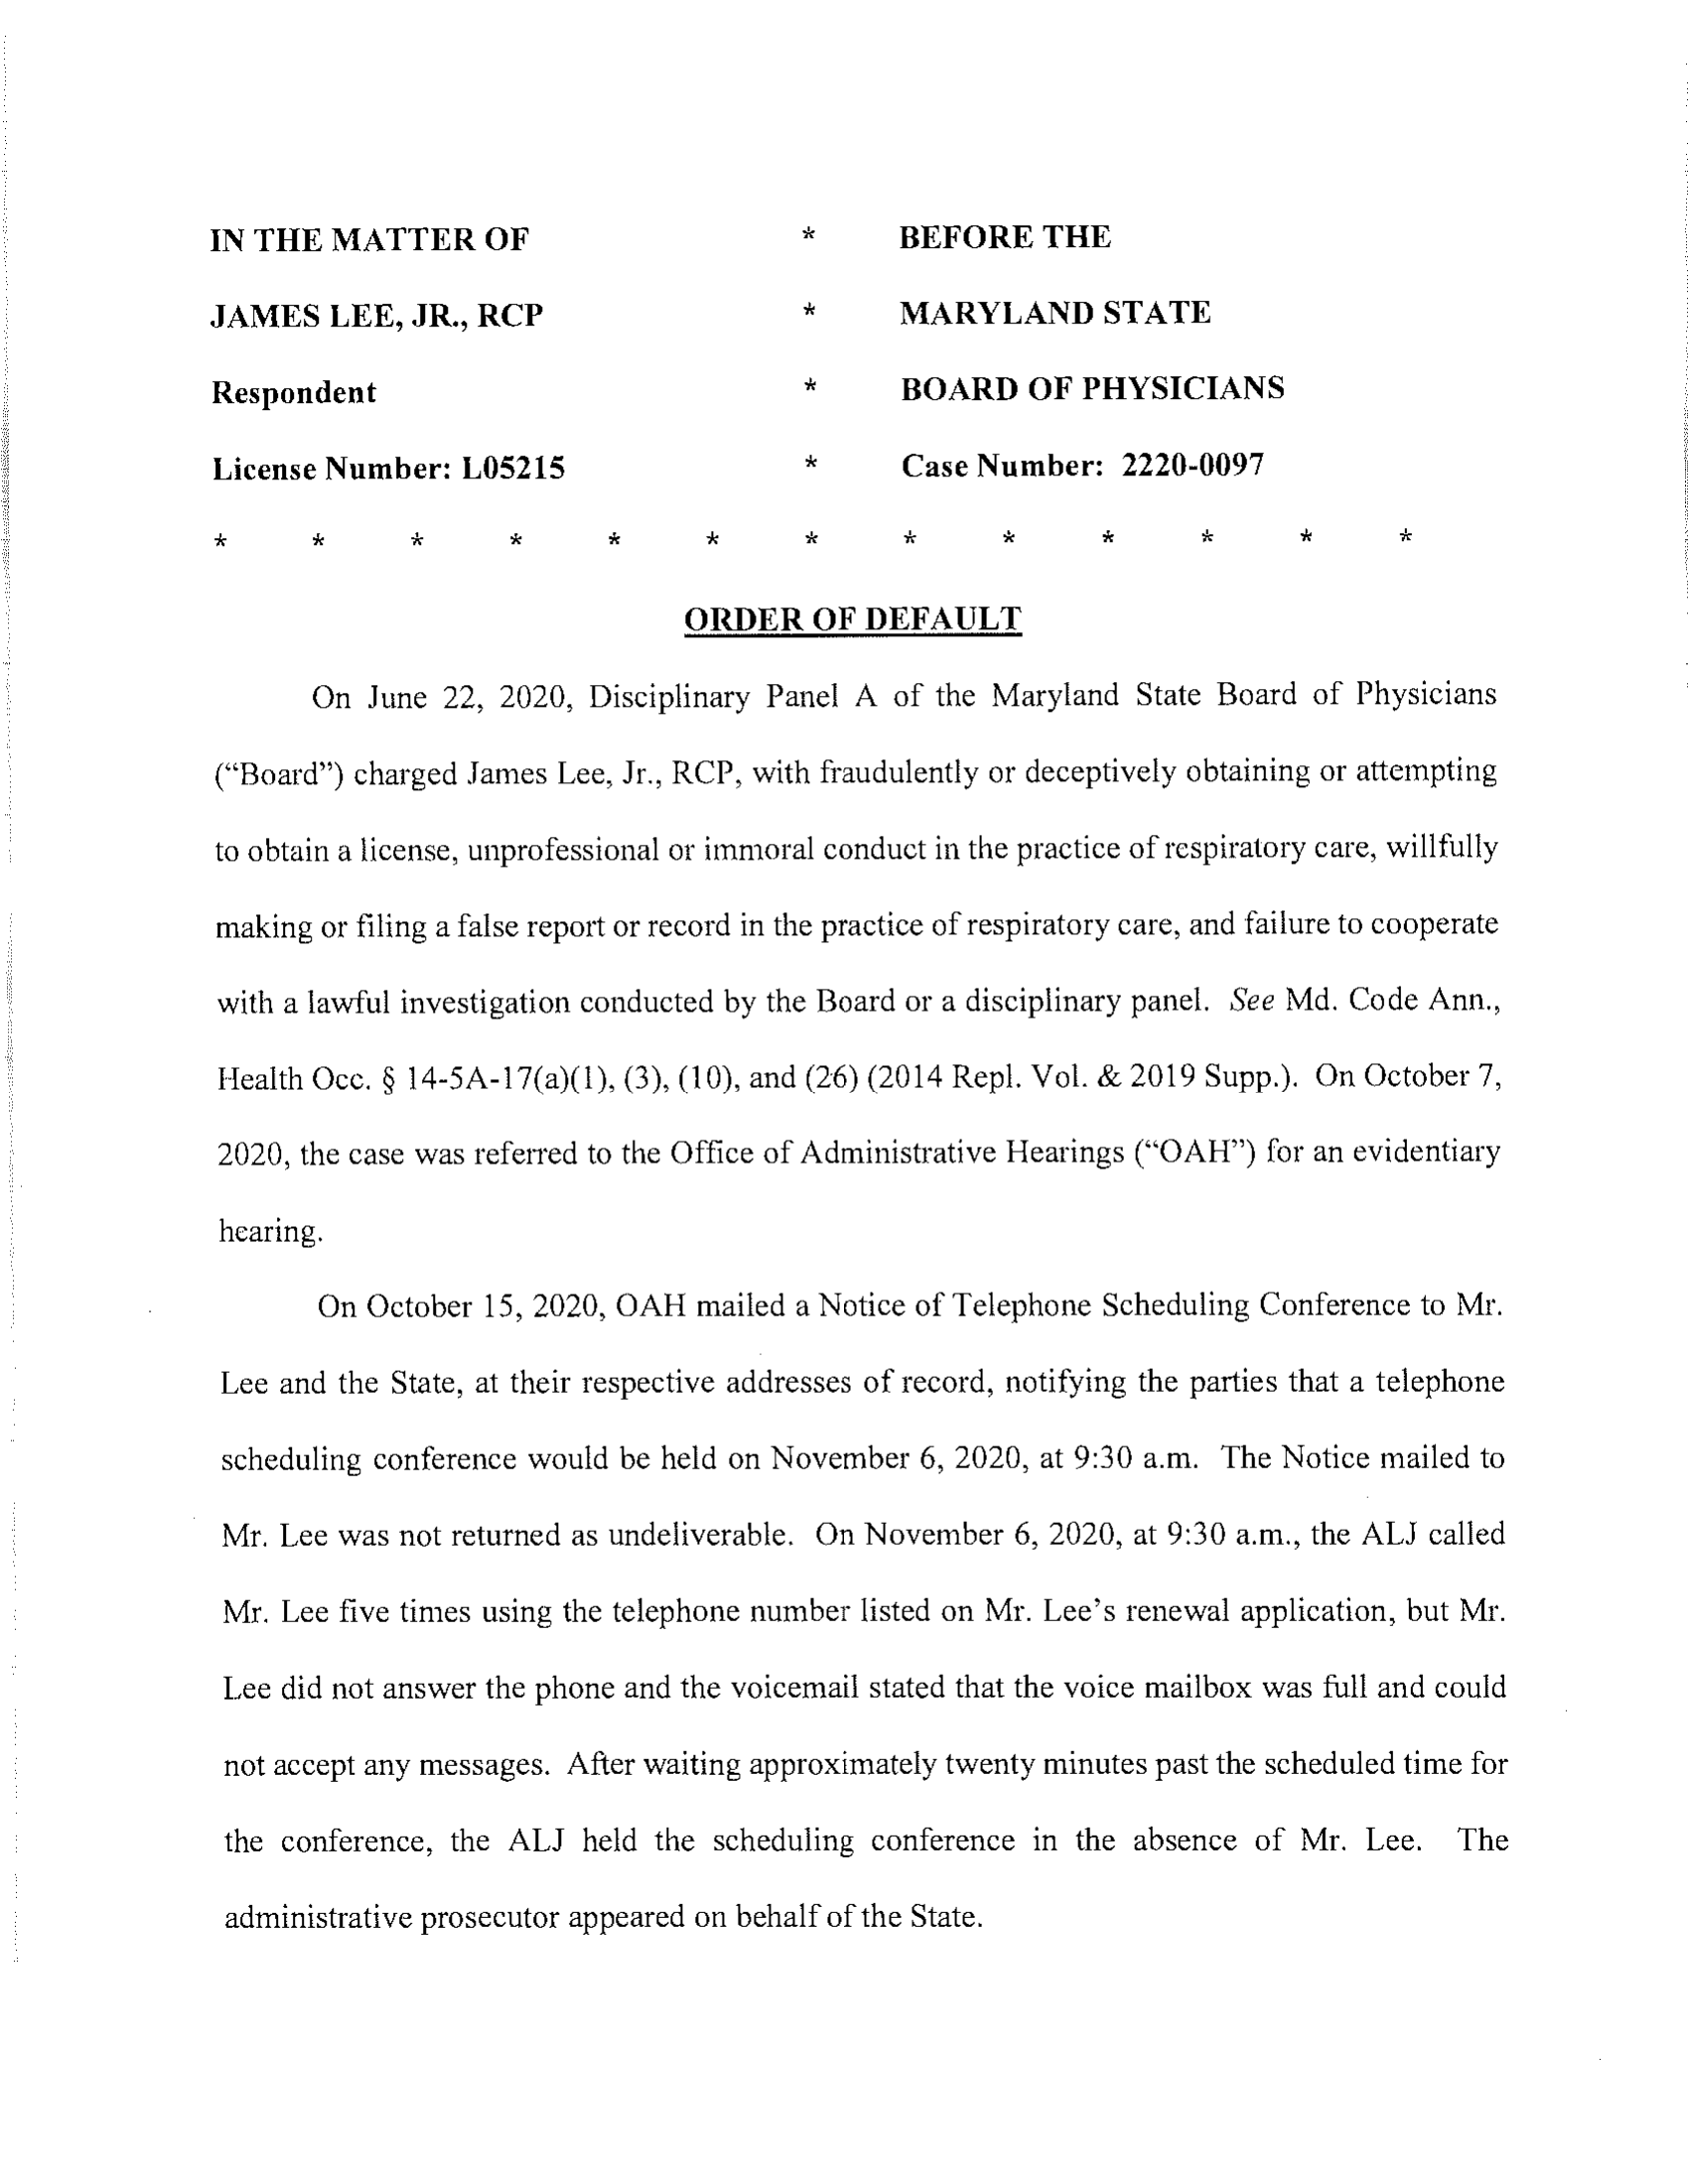 IN THE MATTER OF * BEFORE THE
JAMES LEE, JR., RCP * MARYLAND STATE
Respondent * BOARD OF PHYSICIANS
License Number: L05215 * Case Number: 2220-0097
* * * * * * * * * * * * *
ORDER OF DEFAULT
On June 22, 2020, Disciplinary Panel A of the Maryland State Board of Physicians
(“Board”) charged James Lee, Jr., RCP, with fraudulently or deceptively obtaining or attempting
to obtain a license, unprofessional or immoral conduct in the practice of respiratory care, willfully
making or filing a false report or record in the practice of respiratory care, and failure to cooperate
with a lawful investigation conducted by the Board or a disciplinary panel. See Md. Code Ann.,
Health Occ. § 14-5A-17(a)(1), (3), (10), and (26) (2014 Repl. Vol. & 2019 Supp.). On October 7,
2020, the case was referred to the Office of Administrative Hearings (“OAH”) for an evidentiary
hearing.
On October 15, 2020, OAH mailed a Notice of Telephone Scheduling Conference to Mr.
Lee and the State, at their respective addresses of record, notifying the parties that a telephone
scheduling conference would be held on November 6, 2020, at 9:30 a.m. The Notice mailed to
Mr. Lee was not returned as undeliverable. On November 6, 2020, at 9:30 a.m., the ALJ called
Mr. Lee five times using the telephone number listed on Mr. Lee’s renewal application, but Mr.
Lee did not answer the phone and the voicemail stated that the voice mailbox was full and could
not accept any messages. After waiting approximately twenty minutes past the scheduled time for
the conference, the ALJ held the scheduling conference in the absence of Mr. Lee. The
administrative prosecutor appeared on behalf of the State.